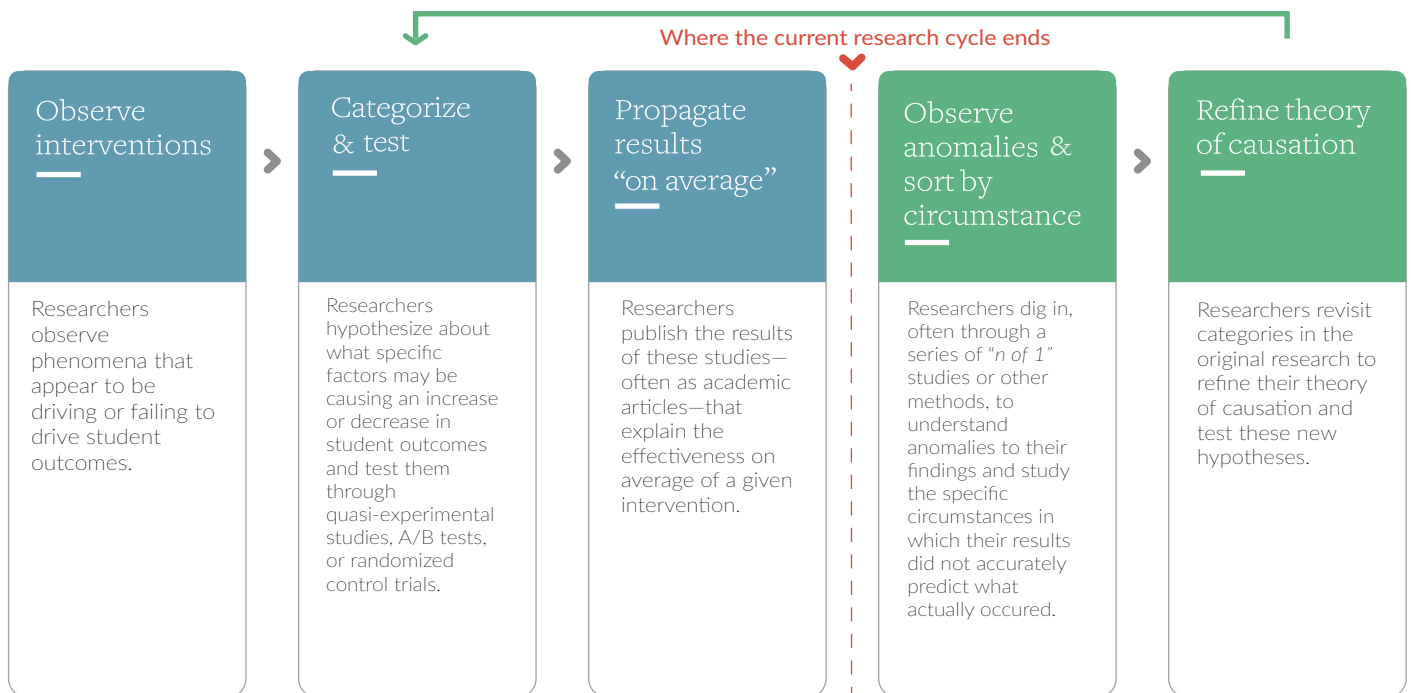 Where the current research cycle ends
Observe
interventions
Researchers
observe
phenomena that
appear to be
driving or failing to
drive student
outcomes.
Categorize
& test
Researchers
hypothesize about
what specific
factors may be
causing an increase
or decrease in
student outcomes
and test them
through
quasi-experimental
studies, A/B tests,
or randomized
control trials.
Propagate
results
“on average”
Researchers
publish the results
of these studies—
often as academic
articles—that
explain the
effectiveness on
average of a given
intervention.
Observe
anomalies &
sort by
circumstance
Researchers dig in,
often through a
series of “n of 1”
studies or other
methods, to
understand
anomalies to their
findings and study
the specific
circumstances in
which their results
did not accurately
predict what
actually occured.
Refine theory
of causation
Researchers revisit
categories in the
original research to
refine their theory
of causation and
test these new
hypotheses.